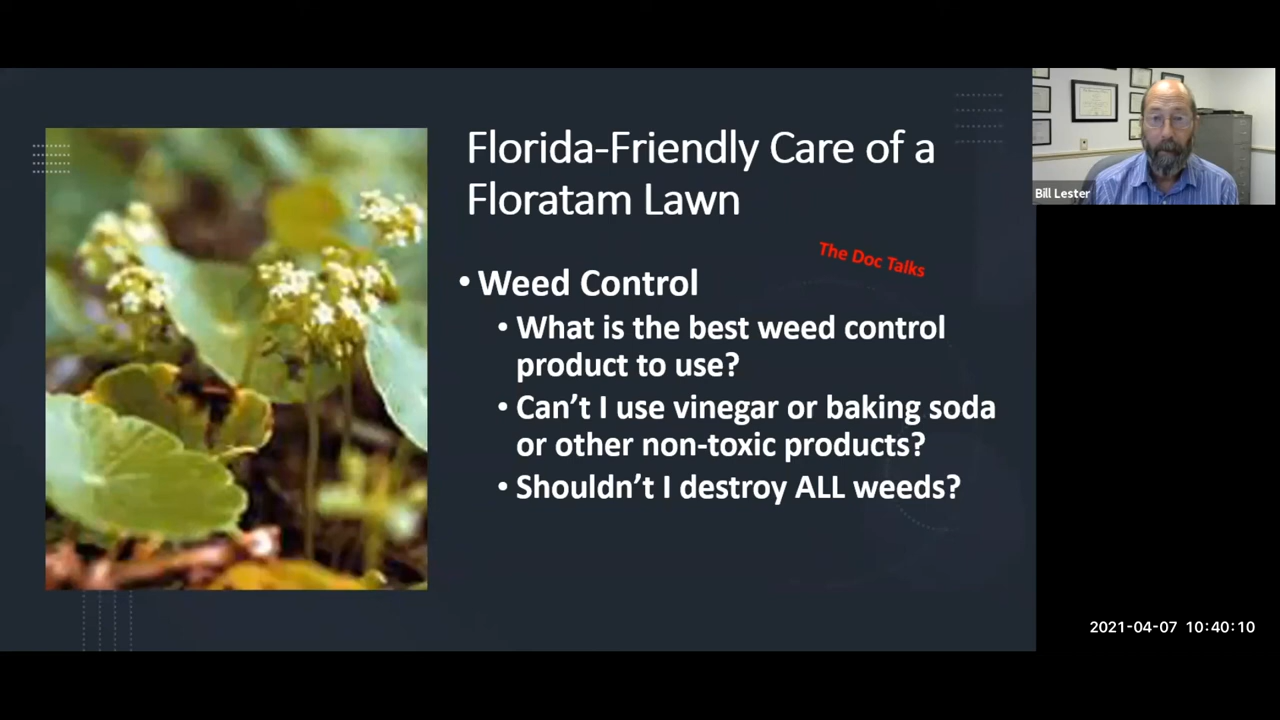 Florida-Friendly Care of a
Floratam Lawn
The Doc Talks
• Weed Control
• What is the best weed control
product to use?
• Can’t I use vinegar or baking soda
or other non-toxic products?
• Shouldn’t I destroy ALL weeds?
Bill Lester
2021-04-07 10:40:10